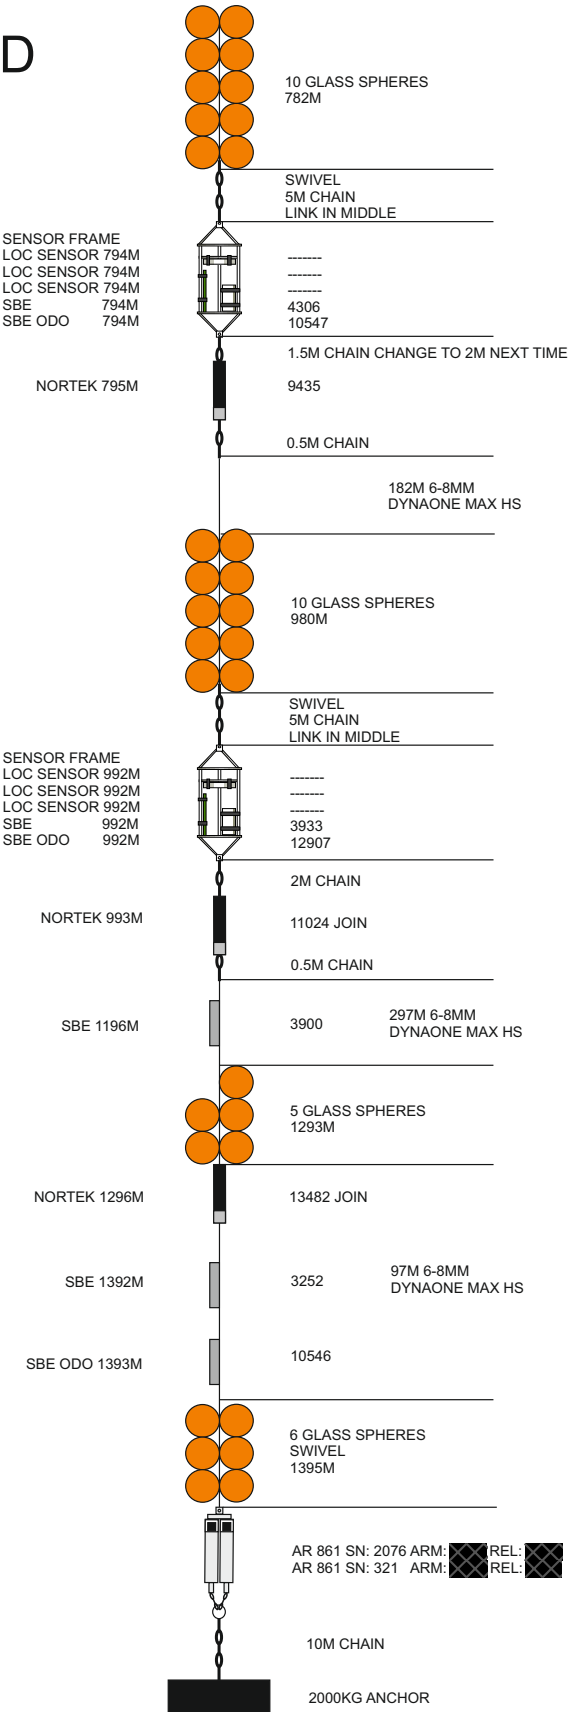 D
10 GLASS SPHERES
782M
SWIVEL
5M CHAIN
LINK IN MIDDLE
SENSOR FRAME
LOC SENSOR 794M -------
LOC SENSOR 794M -------
LOC SENSOR 794M -------
SBE 794M 4306
SBE ODO 794M 10547
1.5M CHAIN CHANGE TO 2M NEXT TIME
NORTEK 795M 9435
0.5M CHAIN
182M 6-8MM
DYNAONE MAX HS
10 GLASS SPHERES
980M
SWIVEL
5M CHAIN
LINK IN MIDDLE
SENSOR FRAME
LOC SENSOR 992M -------
LOC SENSOR 992M -------
LOC SENSOR 992M -------
SBE 992M 3933
SBE ODO 992M 12907
2M CHAIN
NORTEK 993M 11024 JOIN
0.5M CHAIN
SBE 1196M 3900 297M 6-8MM
DYNAONE MAX HS
5 GLASS SPHERES
1293M
NORTEK 1296M 13482 JOIN
SBE 1392M 3252 97M 6-8MM
DYNAONE MAX HS
SBE ODO 1393M 10546
6 GLASS SPHERES
SWIVEL
1395M
AR 861 SN: 2076 ARM: REL:
AR 861 SN: 321 ARM: REL:
10M CHAIN
2000KG ANCHOR